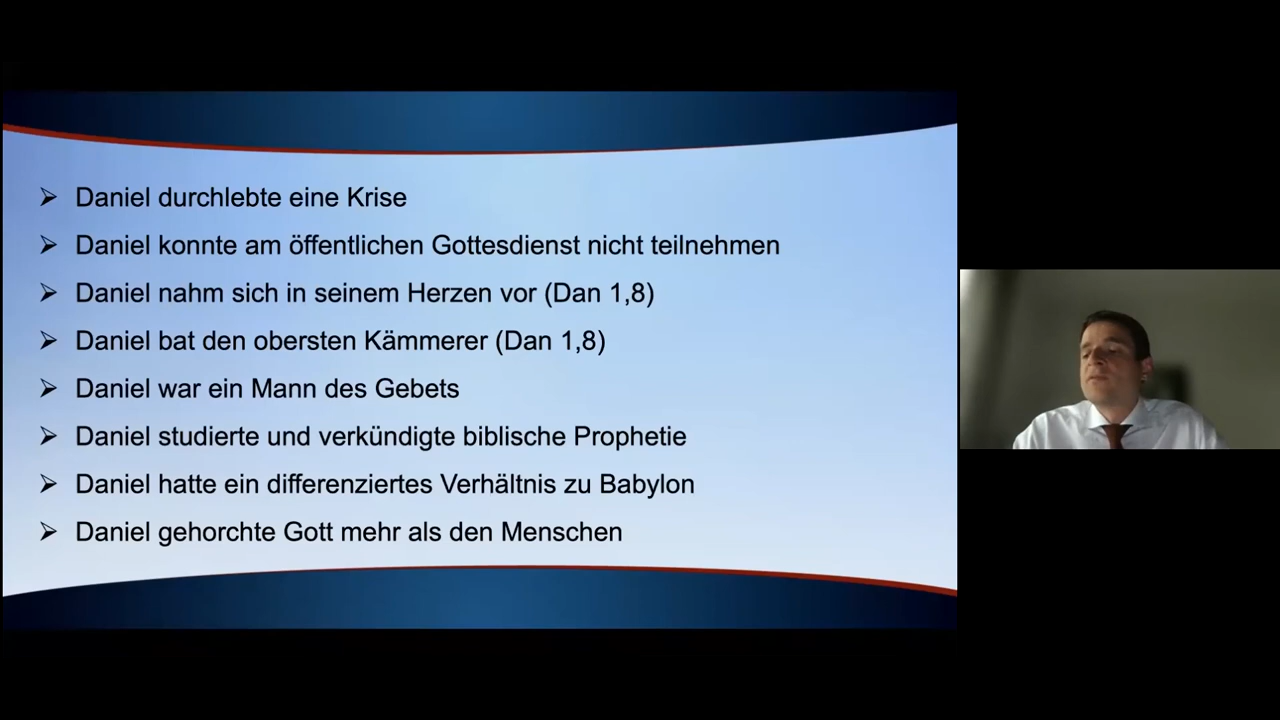 Daniel durchlebte eine Krise
Daniel konnte am öffentlichen Gottesdienst nicht teilnehmen
Daniel nahm sich in seinem Herzen vor (Dan 1,8)
Daniel bat den obersten Kämmerer (Dan 1,8)
Daniel war ein Mann des Gebets
Daniel studierte und verkündigte biblische Prophetie
Daniel hatte ein differenziertes Verhältnis zu Babylon
Daniel gehorchte Gott mehr als den Menschen